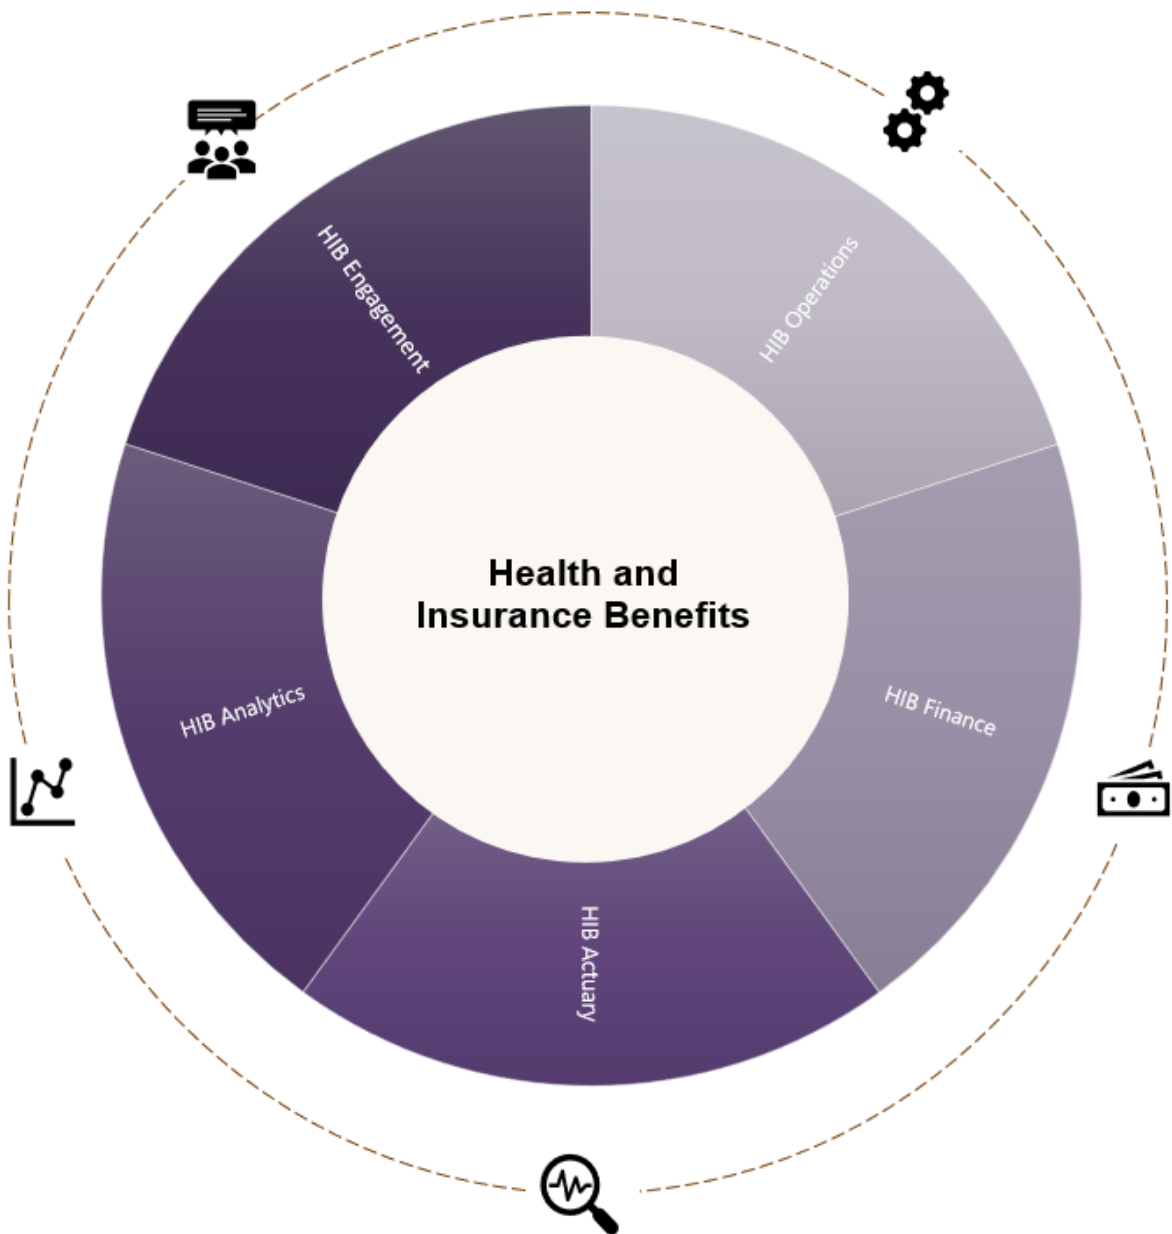 HIB Engagement
HIB Operations
Health and
Insurance Benefits
HIB Analytics
HIB Finance
HIB Actuary